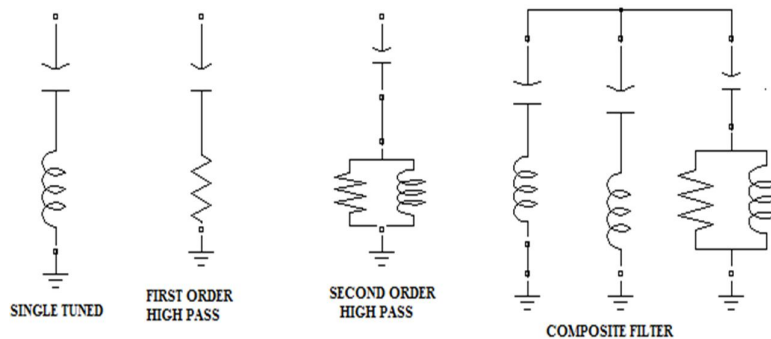 SINGLE TUNED
FIRST ORDER
HIGH PASS
SECOND ORDER
HIGH PASS
COMPOSITE FILTER